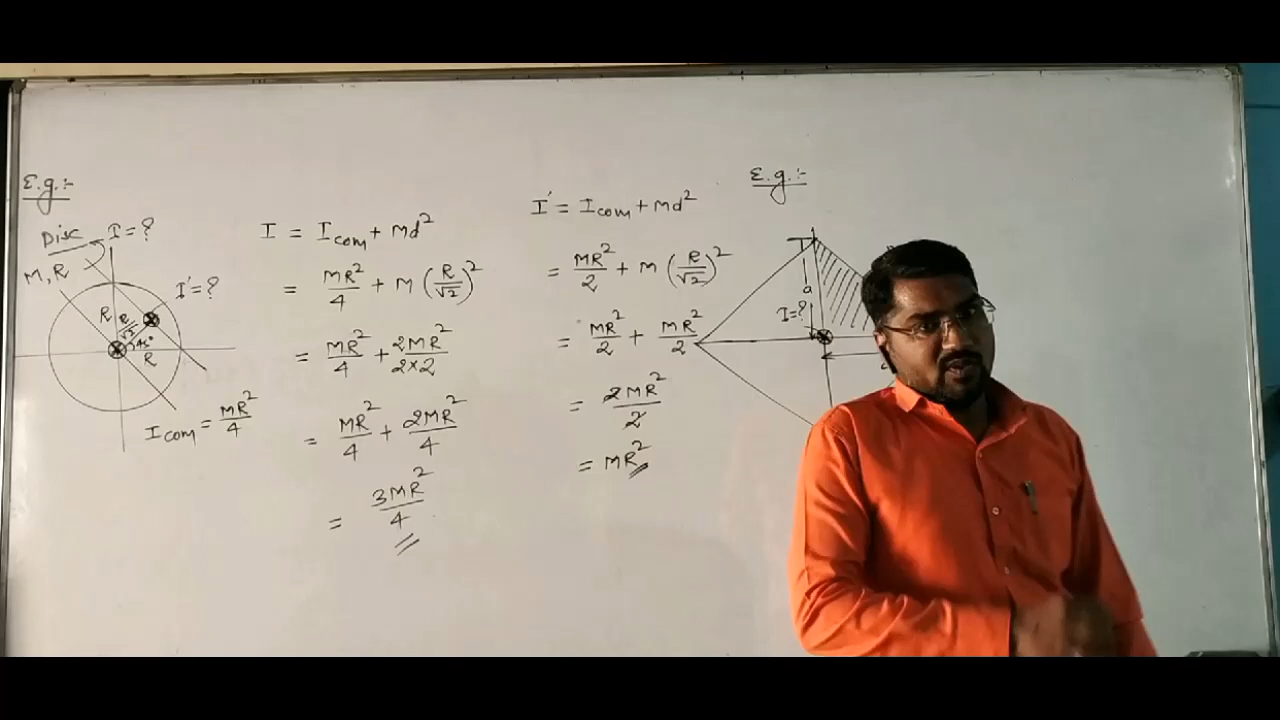 E.g.:-
Disc I=?
M, R
I'=?
R R/√2 45°
R
I_com = MR²/4
I = I_com + md²
= MR²/4 + M (R/√2)²
= MR²/4 + 2MR²/2×2
= MR²/4 + 2MR²/4
= 3MR²/4
I' = I_com + md²
= MR²/2 + M (R/√2)²
= MR²/2 + MR²/2
= 2MR²/2
= MR²
E.g.:-
a
I=?